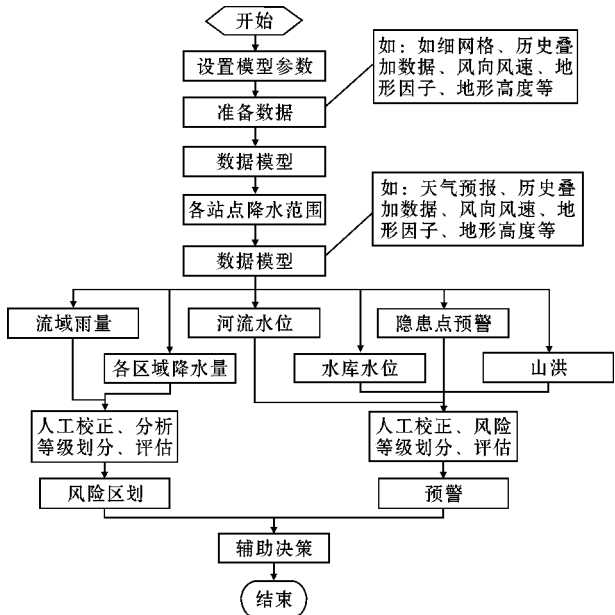 开始
设置模型参数
如：如细网格、历史叠
加数据、风向风速、地
形因子、地形高度等
准备数据
数据模型
各站点降水范围
如：天气预报、历史叠
加数据、风向风速、地
形因子、地形高度等
数据模型
流域雨量
河流水位
隐患点预警
各区域降水量
水库水位
山洪
人工校正、分析
等级划分、评估
人工校正、风险
等级划分、评估
风险区划
预警
辅助决策
结束